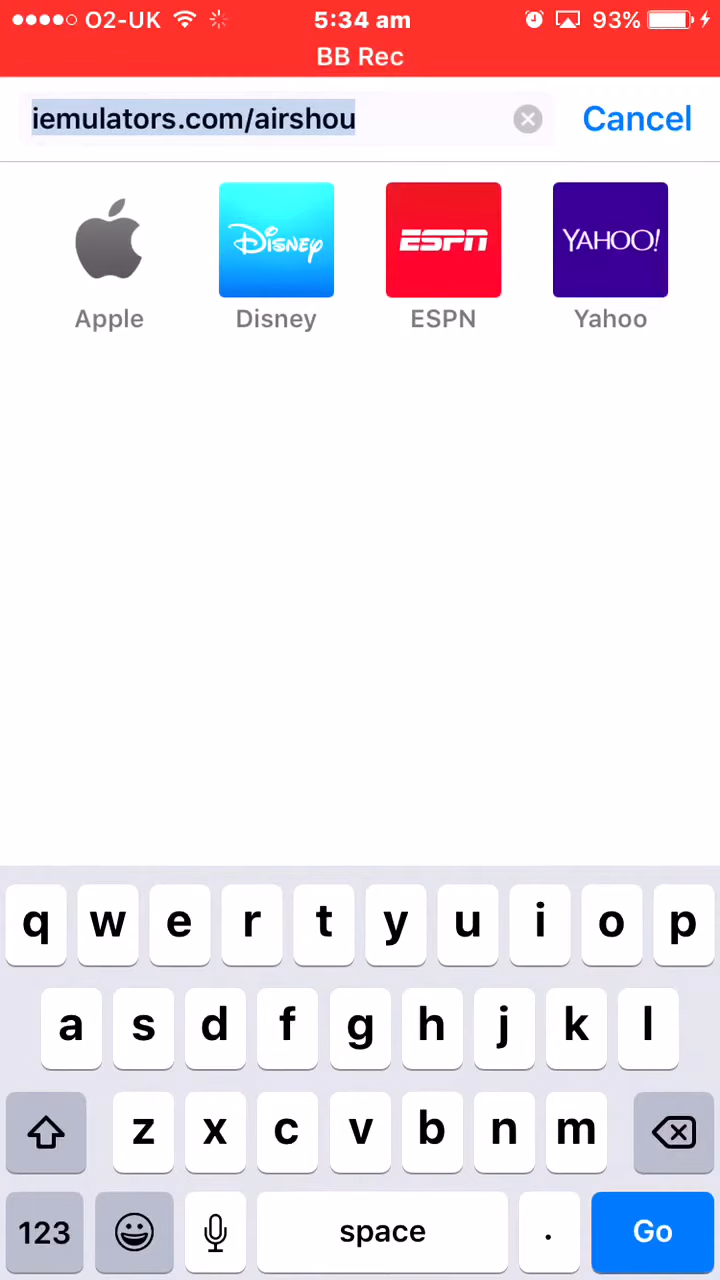 O2-UK 5:34 am 93%
BB Rec
iemulators.com/airshou Cancel
Disney ESPN YAHOO!
Apple Disney ESPN Yahoo
q w e r t y u i o p
a s d f g h j k l
z x c v b n m
123 space . Go